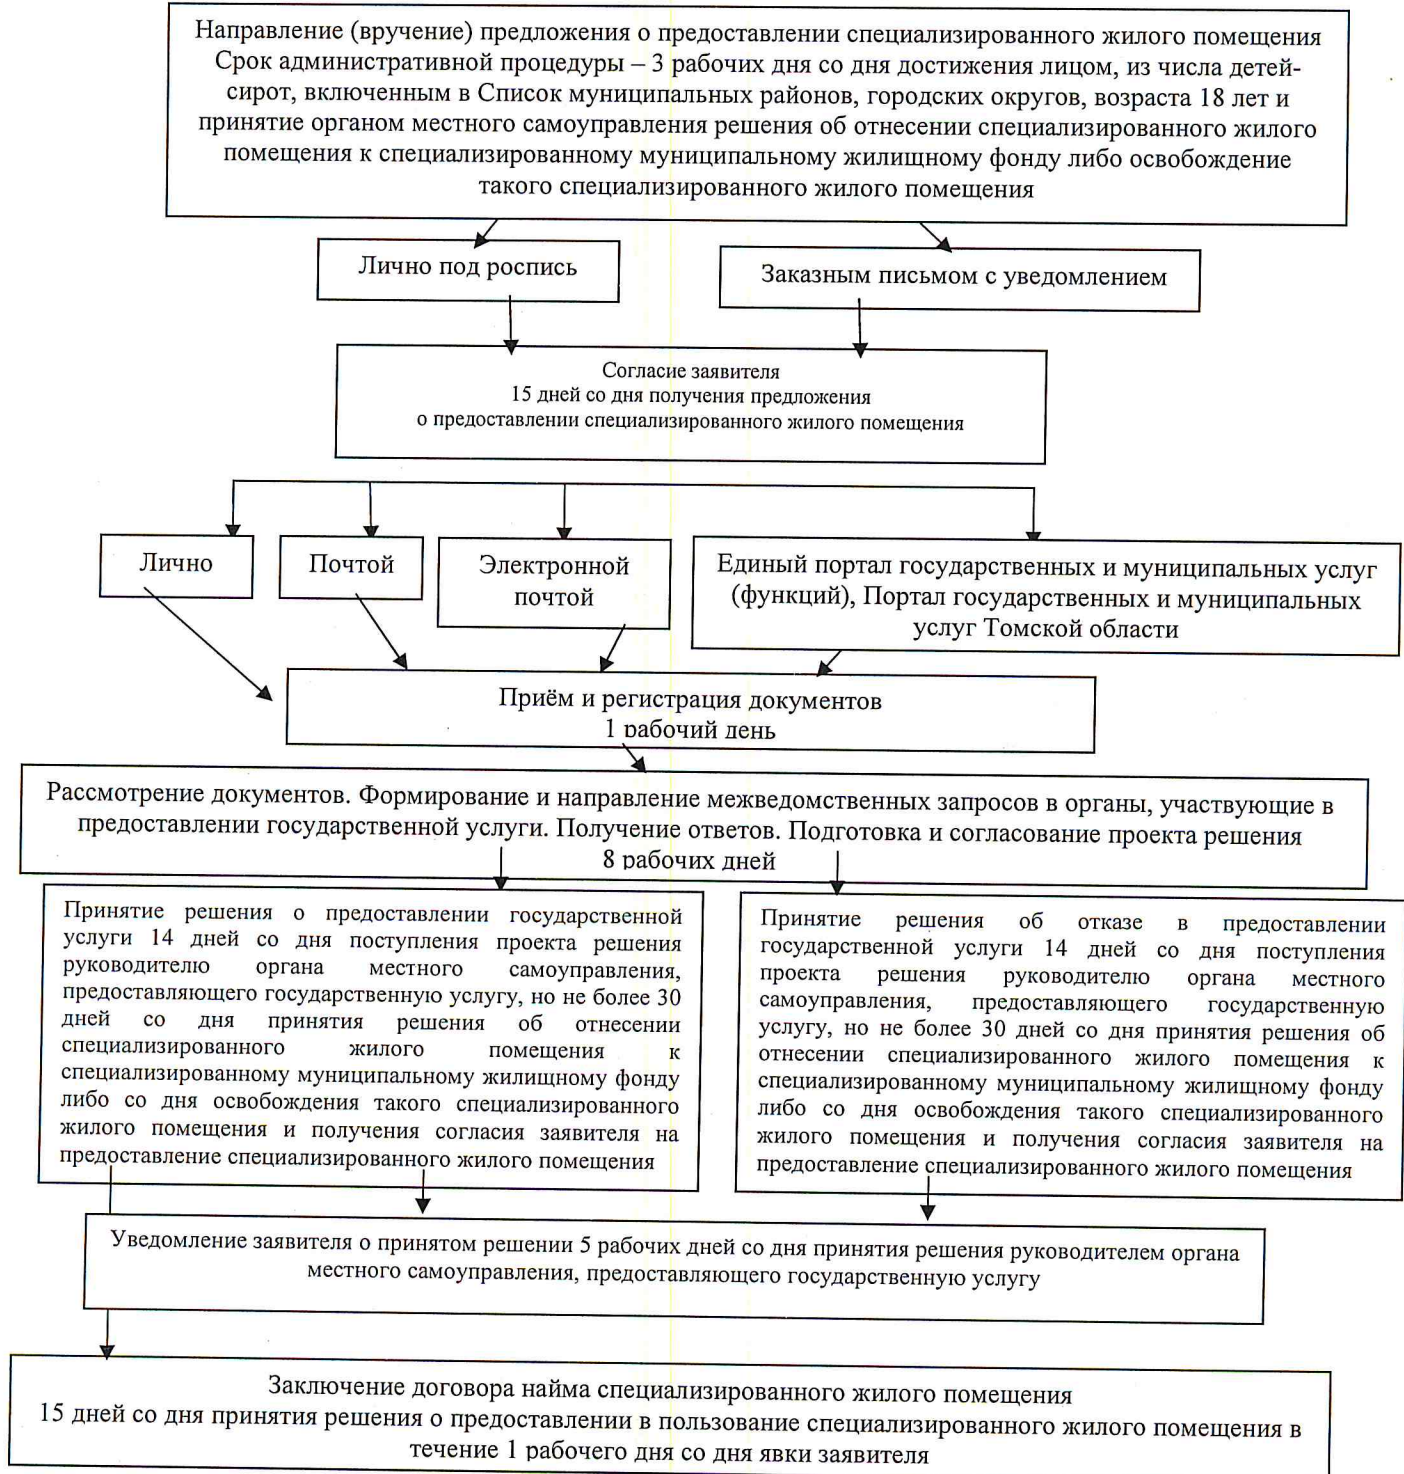 Направление (вручение) предложения о предоставлении специализированного жилого помещения
Срок административной процедуры – 3 рабочих дня со дня достижения лицом, из числа детей-
сирот, включенным в Список муниципальных районов, городских округов, возраста 18 лет и
принятие органом местного самоуправления решения об отнесении специализированного жилого
помещения к специализированному муниципальному жилищному фонду либо освобождение
такого специализированного жилого помещения
Лично под роспись
Заказным письмом с уведомлением
Согласие заявителя
15 дней со дня получения предложения
о предоставлении специализированного жилого помещения
Лично
Почтой
Электронной
почтой
Единый портал государственных и муниципальных услуг
(функций), Портал государственных и муниципальных
услуг Томской области
Приём и регистрация документов
1 рабочий день
Рассмотрение документов. Формирование и направление межведомственных запросов в органы, участвующие в
предоставлении государственной услуги. Получение ответов. Подготовка и согласование проекта решения
8 рабочих дней
Принятие решения о предоставлении государственной
услуги 14 дней со дня поступления проекта решения
руководителю органа местного самоуправления,
предоставляющего государственную услугу, но не более 30
дней со дня принятия решения об отнесении
специализированного жилого помещения к
специализированному муниципальному жилищному фонду
либо со дня освобождения такого специализированного
жилого помещения и получения согласия заявителя на
предоставление специализированного жилого помещения
Принятие решения об отказе в предоставлении
государственной услуги 14 дней со дня поступления
проекта решения руководителю органа местного
самоуправления, предоставляющего государственную
услугу, но не более 30 дней со дня принятия решения об
отнесении специализированного жилого помещения к
специализированному муниципальному жилищному фонду
либо со дня освобождения такого специализированного
жилого помещения и получения согласия заявителя на
предоставление специализированного жилого помещения
Уведомление заявителя о принятом решении 5 рабочих дней со дня принятия решения руководителем органа
местного самоуправления, предоставляющего государственную услугу
Заключение договора найма специализированного жилого помещения
15 дней со дня принятия решения о предоставлении в пользование специализированного жилого помещения в
течение 1 рабочего дня со дня явки заявителя